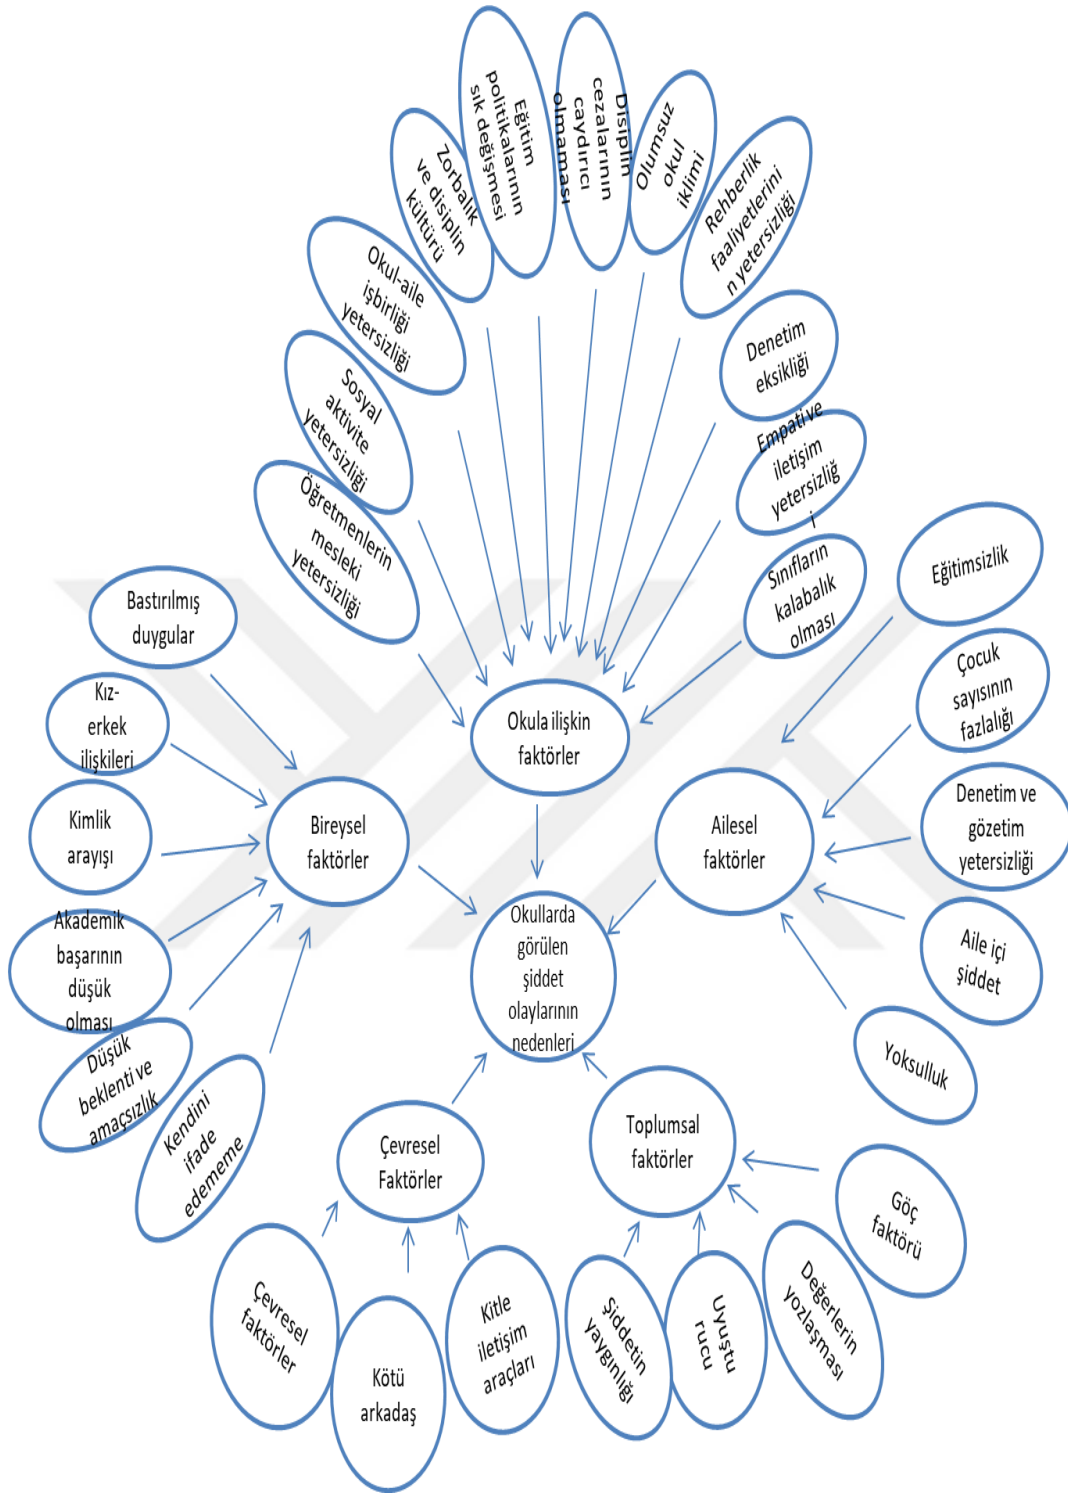 Eğitim
politikalarının
sık değişmesi
Disiplin
cezalarının
caydırıcı
olmaması
Olumsuz
okul
iklimi
Zorbalık
ve disiplin
kültürü
Rehberlik
faaliyetlerini
n yetersizliği
Okul-aile
işbirliği
yetersizliği
Denetim
eksikliği
Sosyal
aktivite
yetersizliği
Empati ve
iletişim
yetersizliğ
i
Öğretmenlerin
mesleki
yetersizliği
Sınıfların
kalabalık
olması
Eğitimsizlik
Bastırılmış
duygular
Çocuk
sayısının
fazlalığı
Kız-
erkek
ilişkileri
Okula ilişkin
faktörler
Kimlik
arayışı
Bireysel
faktörler
Ailesel
faktörler
Denetim ve
gözetim
yetersizliği
Akademik
başarının
düşük
olması
Okullarda
görülen
şiddet
olaylarının
nedenleri
Aile içi
şiddet
Düşük
beklenti ve
amaçsızlık
Yoksulluk
Kendini
ifade
edememe
Çevresel
Faktörler
Toplumsal
faktörler
Göç
faktörü
Çevresel
faktörler
Kötü
arkadaş
Kitle
iletişim
araçları
Şiddetin
yaygınlığı
Uyuştu
rucu
Değerlerin
yozlaşması